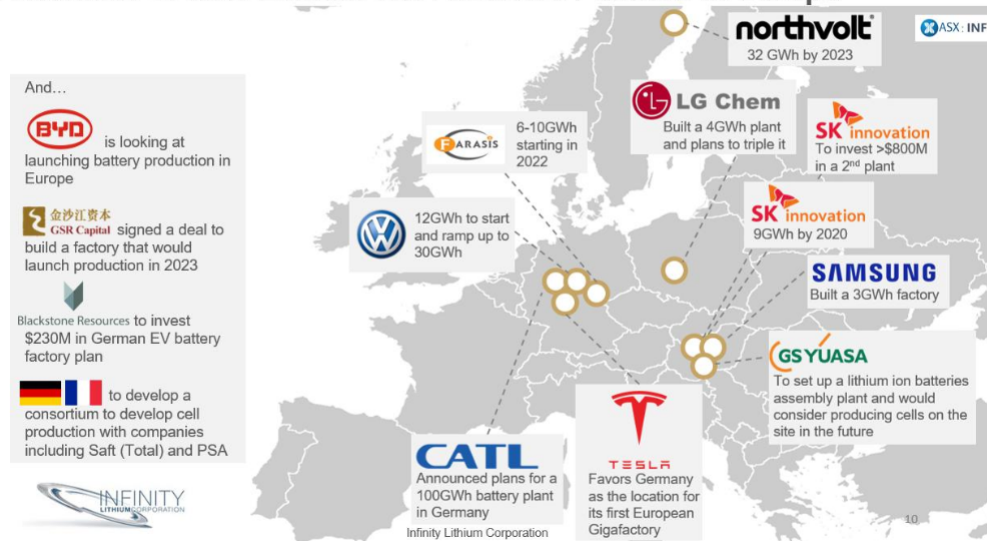 northvolt
32 GWh by 2023
ASX: INF
And…
BYD is looking at
launching battery production in
Europe
金沙江资本
GSR Capital signed a deal to
build a factory that would
launch production in 2023
Blackstone Resources to invest
$230M in German EV battery
factory plan
to develop a
consortium to develop cell
production with companies
including Saft (Total) and PSA
INFINITY
LITHIUM CORPORATION
FARASIS
6-10GWh
starting in
2022
LG Chem
Built a 4GWh plant
and plans to triple it
SK innovation
To invest >$800M
in a 2nd plant
12GWh to start
and ramp up to
30GWh
SK innovation
9GWh by 2020
SAMSUNG
Built a 3GWh factory
GS YUASA
To set up a lithium ion batteries
assembly plant and would
consider producing cells on the
site in the future
CATL
Announced plans for a
100GWh battery plant
in Germany
TESLA
Favors Germany
as the location for
its first European
Gigafactory
Infinity Lithium Corporation
10